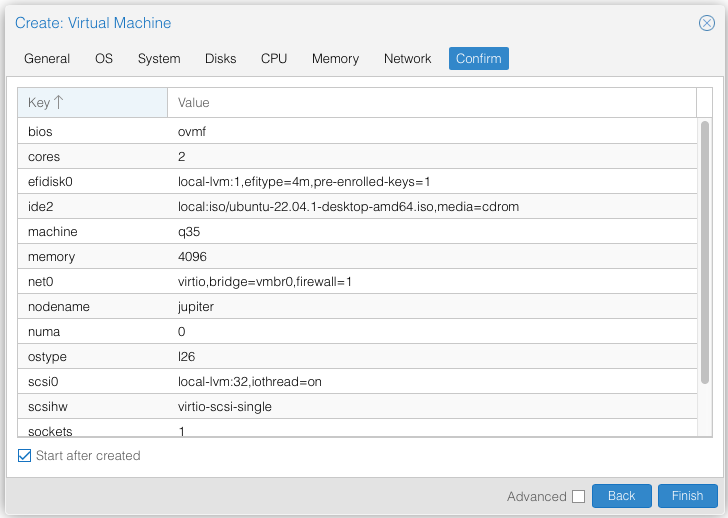 Create: Virtual Machine
General OS System Disks CPU Memory Network Confirm
Key Value
bios ovmf
cores 2
efidisk0 local-lvm:1,efitype=4m,pre-enrolled-keys=1
ide2 local:iso/ubuntu-22.04.1-desktop-amd64.iso,media=cdrom
machine q35
memory 4096
net0 virtio,bridge=vmbr0,firewall=1
nodename jupiter
numa 0
ostype l26
scsi0 local-lvm:32,iothread=on
scsihw virtio-scsi-single
sockets 1
Start after created
Advanced Back Finish